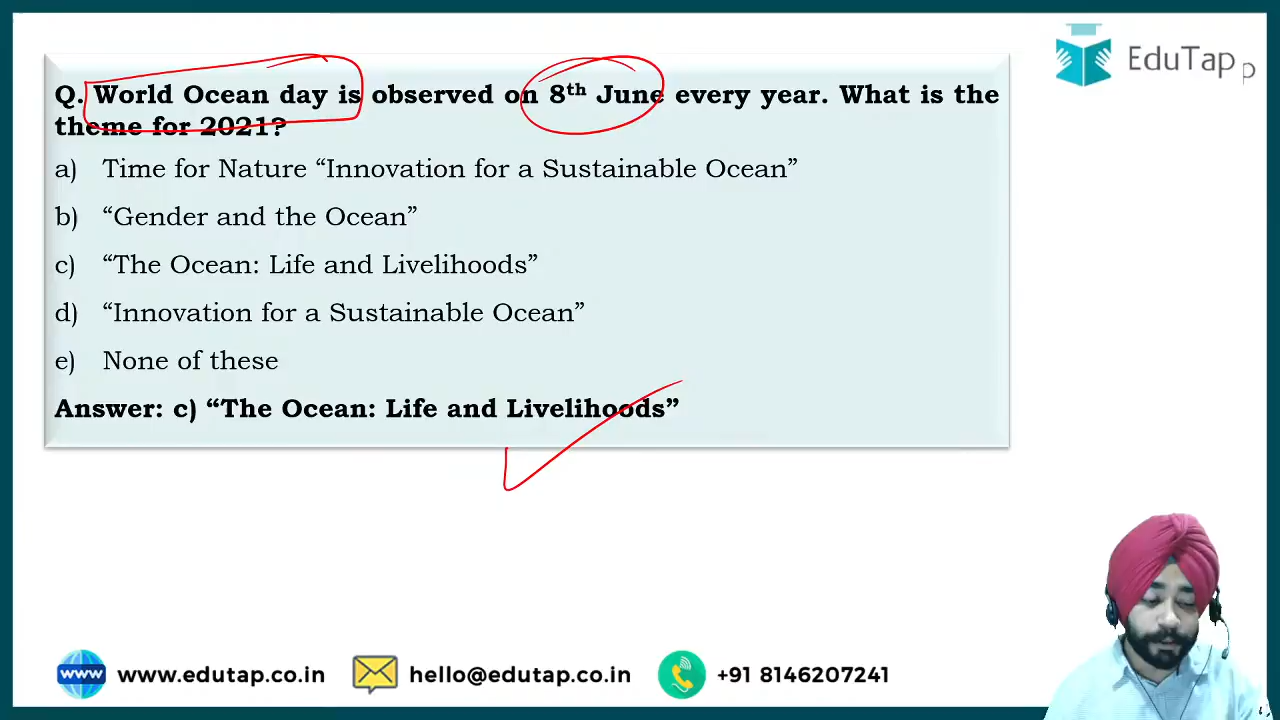 EduTap
p
Q. World Ocean day is observed on 8th June every year. What is the
theme for 2021?
a) Time for Nature “Innovation for a Sustainable Ocean”
b) “Gender and the Ocean”
c) “The Ocean: Life and Livelihoods”
d) “Innovation for a Sustainable Ocean”
e) None of these
Answer: c) “The Ocean: Life and Livelihoods”
www www.edutap.co.in hello@edutap.co.in +91 8146207241